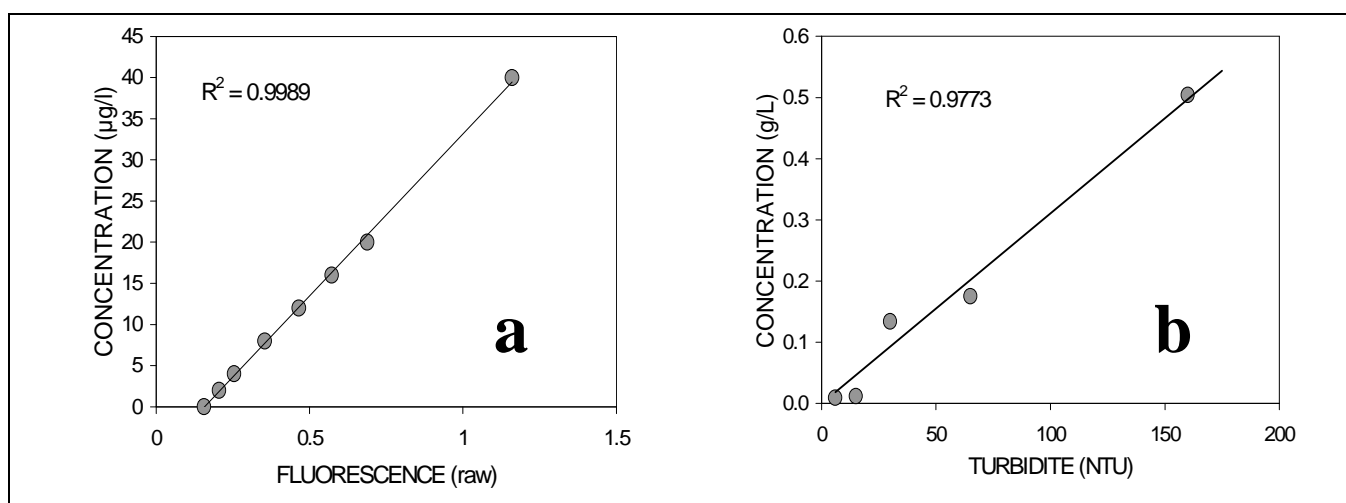 45
40
35
30
25
20
15
10
5
0
CONCENTRATION (µg/l)
R² = 0.9989
a
0 0.5 1 1.5
FLUORESCENCE (raw)
0.6
0.5
0.4
0.3
0.2
0.1
0.0
CONCENTRATION (g/L)
R² = 0.9773
b
0 50 100 150 200
TURBIDITE (NTU)